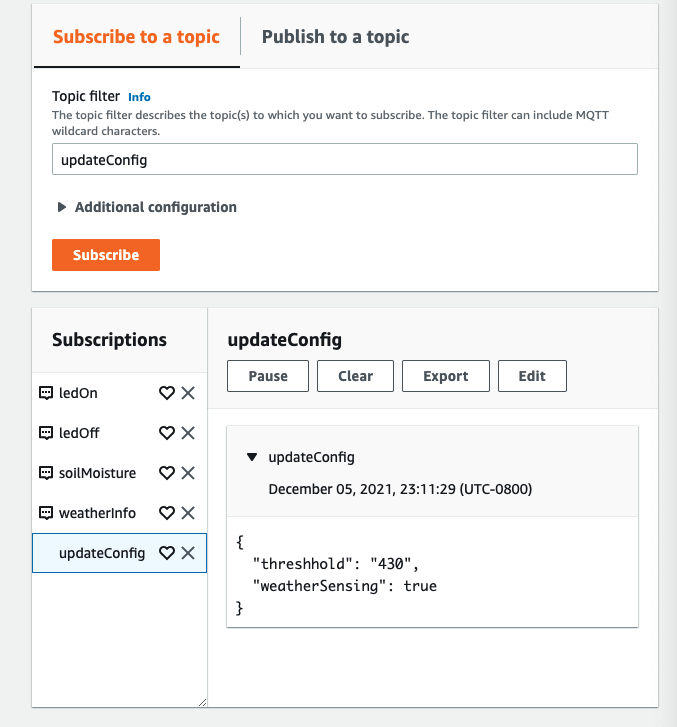 Subscribe to a topic
Publish to a topic
Topic filter Info
The topic filter describes the topic(s) to which you want to subscribe. The topic filter can include MQTT
wildcard characters.
updateConfig
Additional configuration
Subscribe
Subscriptions
ledOn
ledOff
soilMoisture
weatherInfo
updateConfig
updateConfig
Pause
Clear
Export
Edit
updateConfig
December 05, 2021, 23:11:29 (UTC-0800)
{
"threshhold": "430",
"weatherSensing": true
}